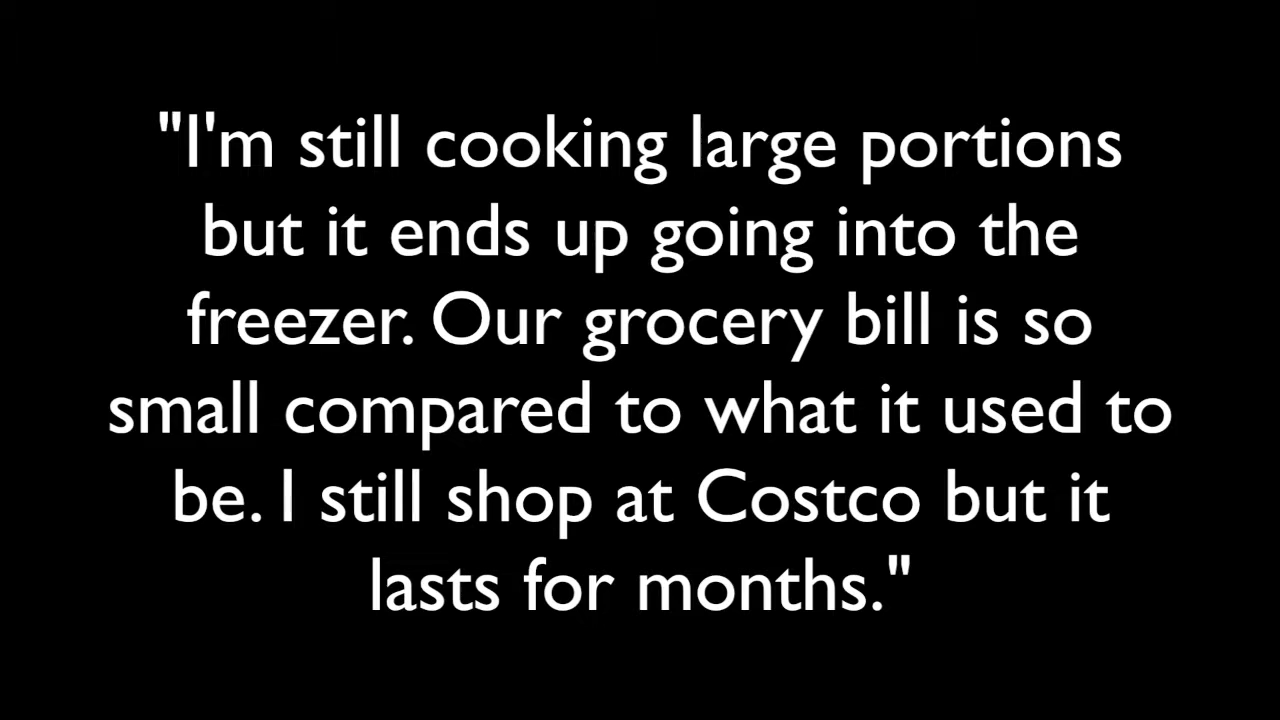 "I'm still cooking large portions
but it ends up going into the
freezer. Our grocery bill is so
small compared to what it used to
be. I still shop at Costco but it
lasts for months."